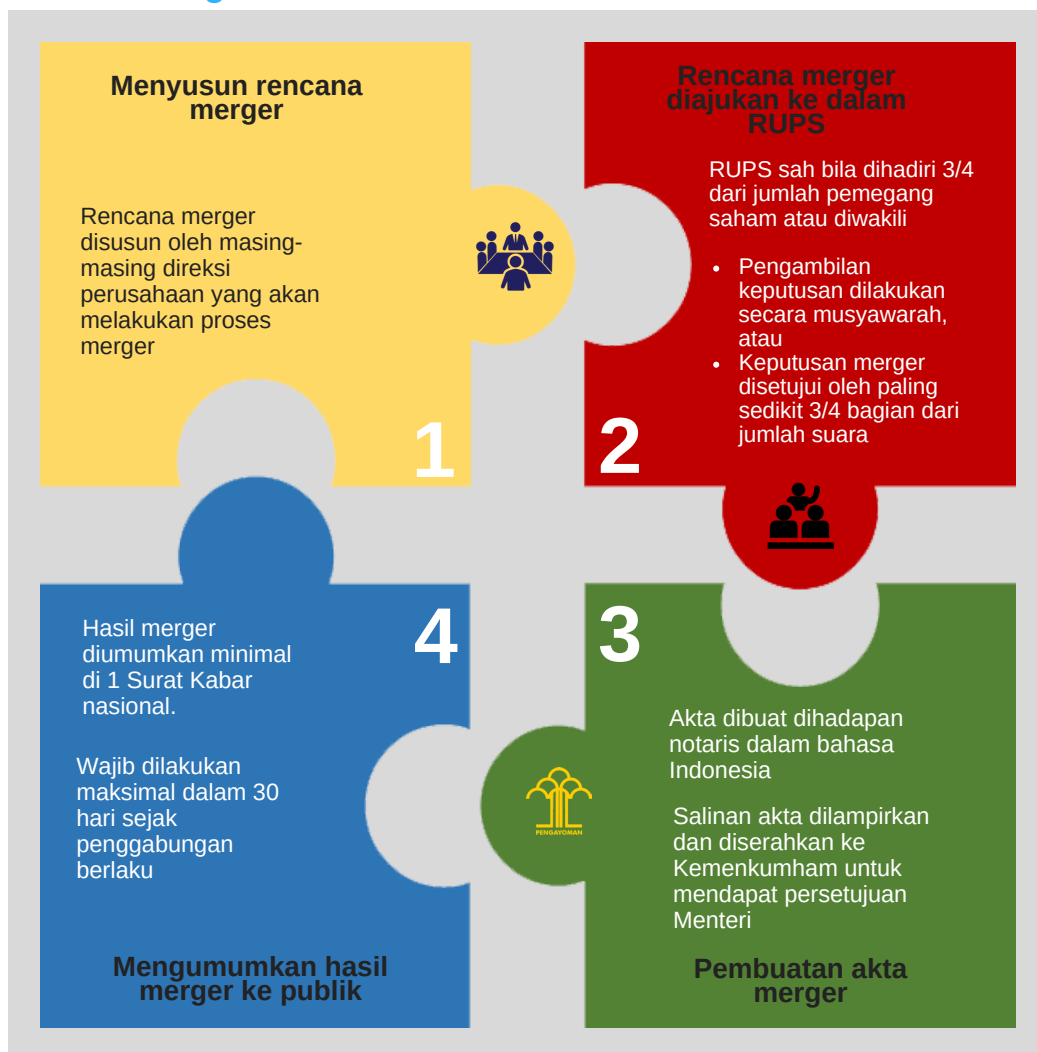 Menyusun rencana
merger
Rencana merger
disusun oleh masing-
masing direksi
perusahaan yang akan
melakukan proses
merger
1
Rencana merger
diajukan ke dalam
RUPS
RUPS sah bila dihadiri 3/4
dari jumlah pemegang
saham atau diwakili
• Pengambilan
keputusan dilakukan
secara musyawarah,
atau
• Keputusan merger
disetujui oleh paling
sedikit 3/4 bagian dari
jumlah suara
2
3
Akta dibuat dihadapan
notaris dalam bahasa
Indonesia
Salinan akta dilampirkan
dan diserahkan ke
Kemenkumham untuk
mendapat persetujuan
Menteri
PENGAYOMAN
Pembuatan akta
merger
4
Hasil merger
diumumkan minimal
di 1 Surat Kabar
nasional.
Wajib dilakukan
maksimal dalam 30
hari sejak
penggabungan
berlaku
Mengumumkan hasil
merger ke publik